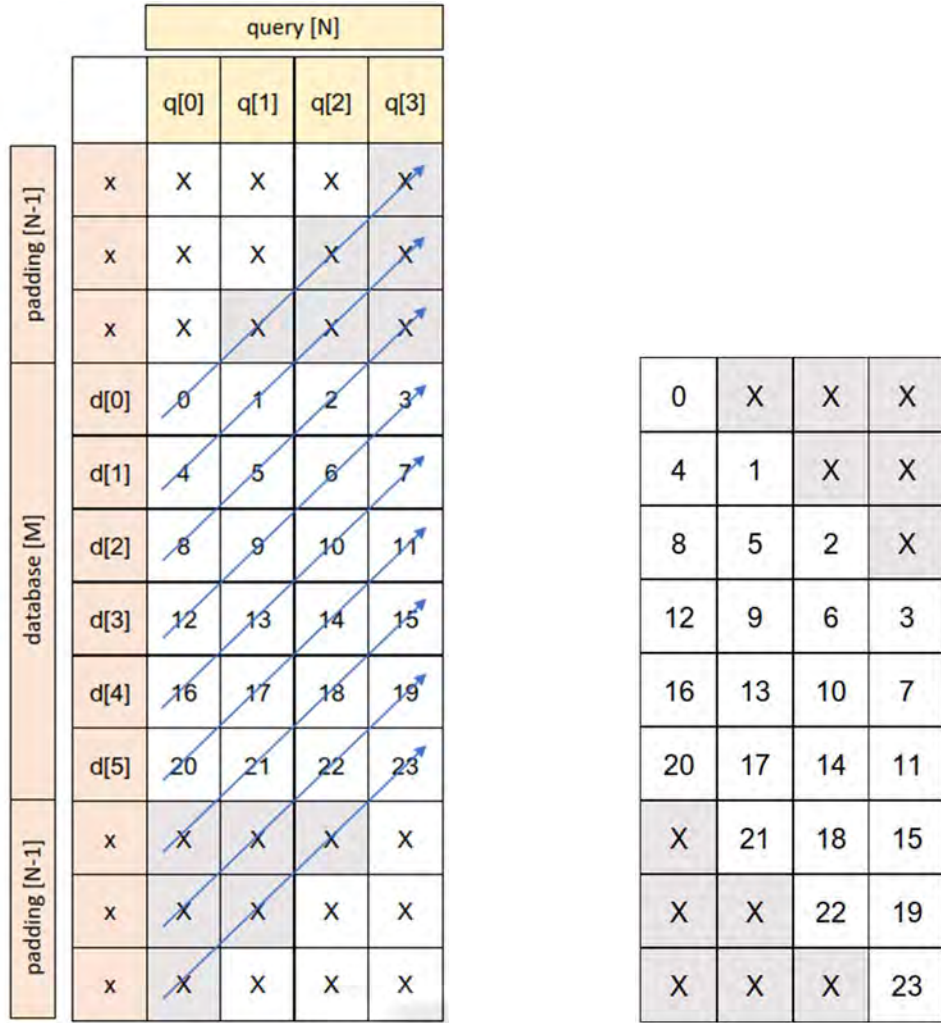 query [N]
q[0] q[1] q[2] q[3]
padding [N-1]
x X X X X
x X X X X
x X X X X
database [M]
d[0] 0 1 2 3
d[1] 4 5 6 7
d[2] 8 9 10 11
d[3] 12 13 14 15
d[4] 16 17 18 19
d[5] 20 21 22 23
padding [N-1]
x X X X X
x X X X X
x X X X X
0 X X X
4 1 X X
8 5 2 X
12 9 6 3
16 13 10 7
20 17 14 11
X 21 18 15
X X 22 19
X X X 23